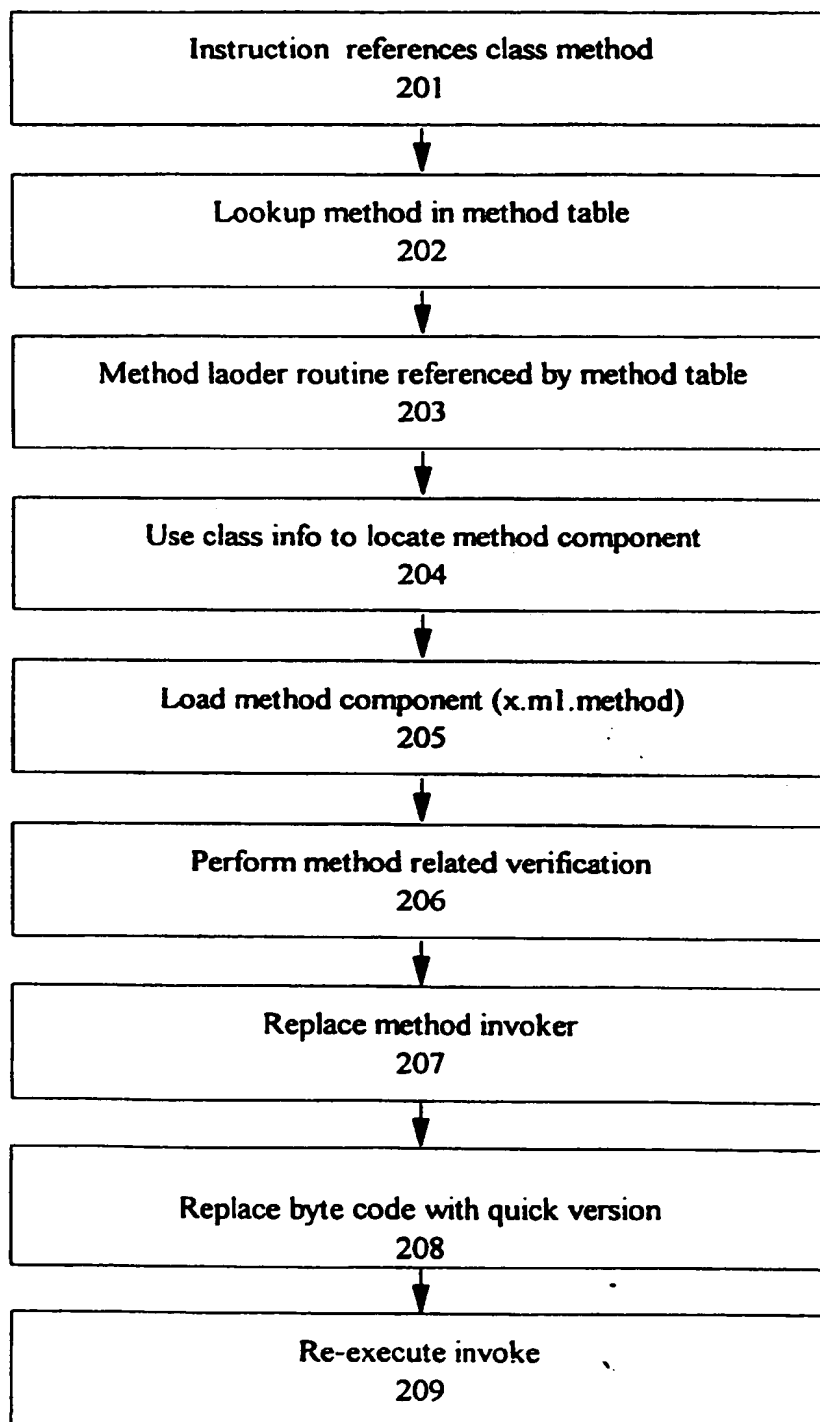 Instruction references class method
201
Lookup method in method table
202
Method laoder routine referenced by method table
203
Use class info to locate method component
204
Load method component (x.m1.method)
205
Perform method related verification
206
Replace method invoker
207
Replace byte code with quick version
208
Re-execute invoke
209